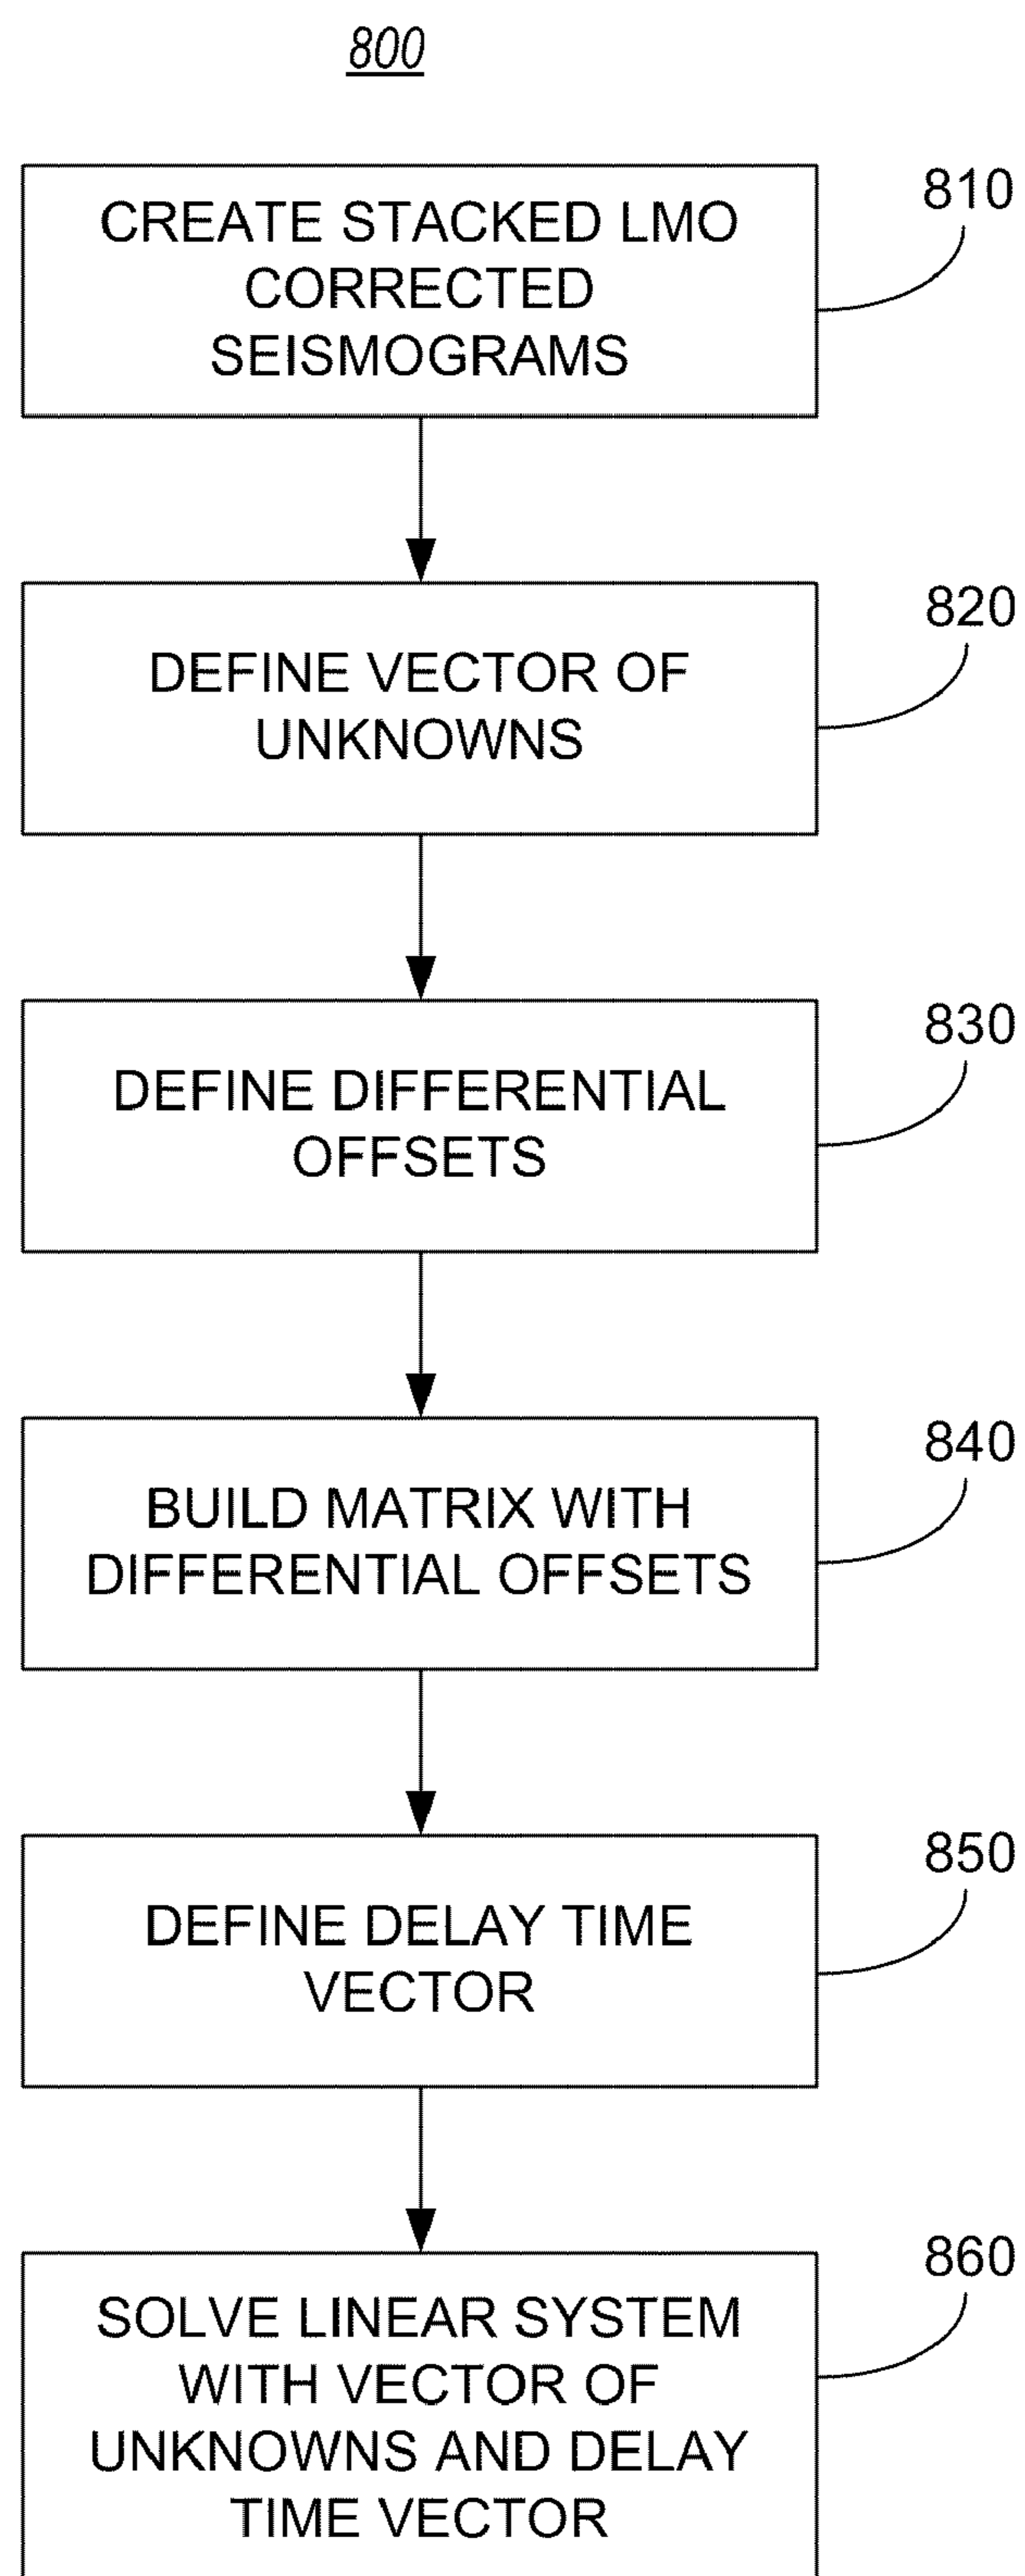 800
CREATE STACKED LMO
CORRECTED
SEISMOGRAMS
810
DEFINE VECTOR OF
UNKNOWNS
820
DEFINE DIFFERENTIAL
OFFSETS
830
BUILD MATRIX WITH
DIFFERENTIAL OFFSETS
840
DEFINE DELAY TIME
VECTOR
850
SOLVE LINEAR SYSTEM
WITH VECTOR OF
UNKNOWNS AND DELAY
TIME VECTOR
860